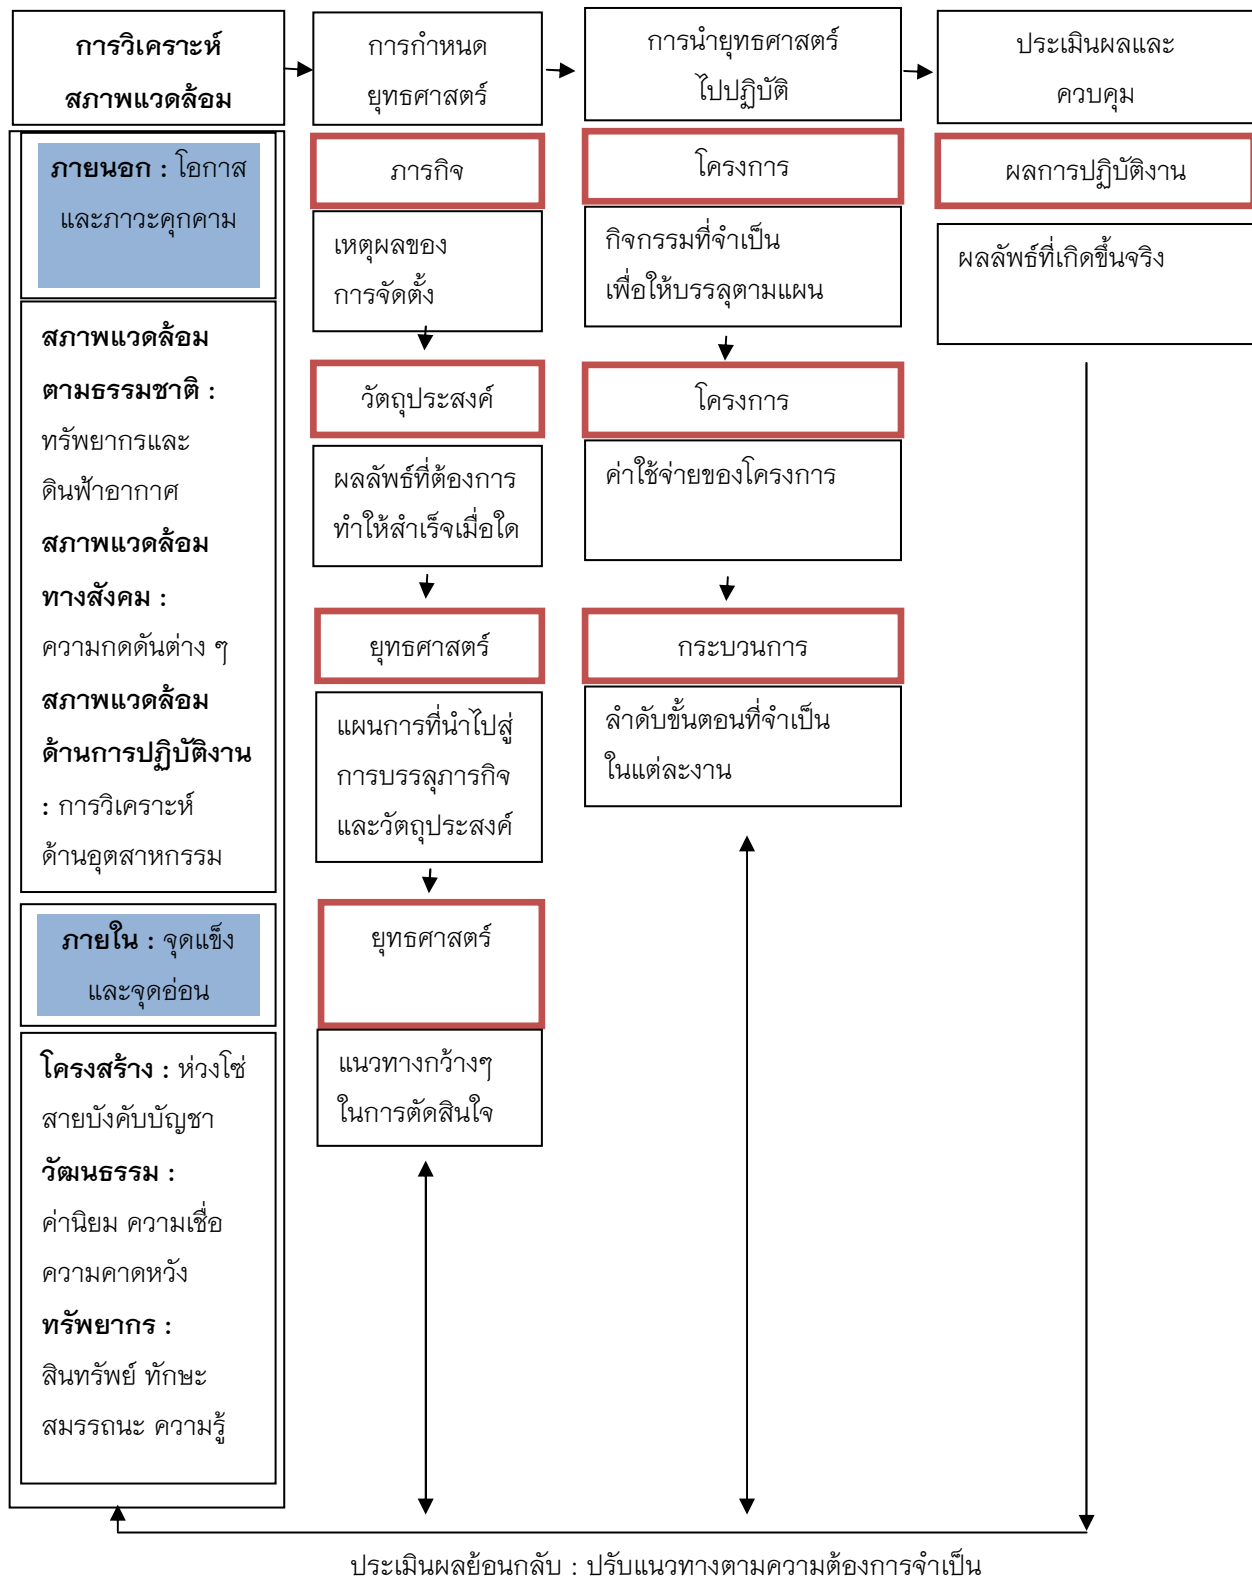 การวิเคราะห์
สภาพแวดล้อม
ภายนอก : โอกาส
และภาวะคุกคาม
สภาพแวดล้อม
ตามธรรมชาติ :
ทรัพยากรและ
ดินฟ้าอากาศ
สภาพแวดล้อม
ทางสังคม :
ความกดดันต่าง ๆ
สภาพแวดล้อม
ด้านการปฏิบัติงาน
: การวิเคราะห์
ด้านอุตสาหกรรม
ภายใน : จุดแข็ง
และจุดอ่อน
โครงสร้าง : ห่วงโซ่
สายบังคับบัญชา
วัฒนธรรม :
ค่านิยม ความเชื่อ
ความคาดหวัง
ทรัพยากร :
สินทรัพย์ ทักษะ
สมรรถนะ ความรู้
การกำหนด
ยุทธศาสตร์
ภารกิจ
เหตุผลของ
การจัดตั้ง
วัตถุประสงค์
ผลลัพธ์ที่ต้องการ
ทำให้สำเร็จเมื่อใด
ยุทธศาสตร์
แผนการที่นำไปสู่
การบรรลุภารกิจ
และวัตถุประสงค์
ยุทธศาสตร์
แนวทางกว้างๆ
ในการตัดสินใจ
การนำยุทธศาสตร์
ไปปฏิบัติ
โครงการ
กิจกรรมที่จำเป็น
เพื่อให้บรรลุตามแผน
โครงการ
ค่าใช้จ่ายของโครงการ
กระบวนการ
ลำดับขั้นตอนที่จำเป็น
ในแต่ละงาน
ประเมินผลและ
ควบคุม
ผลการปฏิบัติงาน
ผลลัพธ์ที่เกิดขึ้นจริง
ประเมินผลย้อนกลับ : ปรับแนวทางตามความต้องการจำเป็น